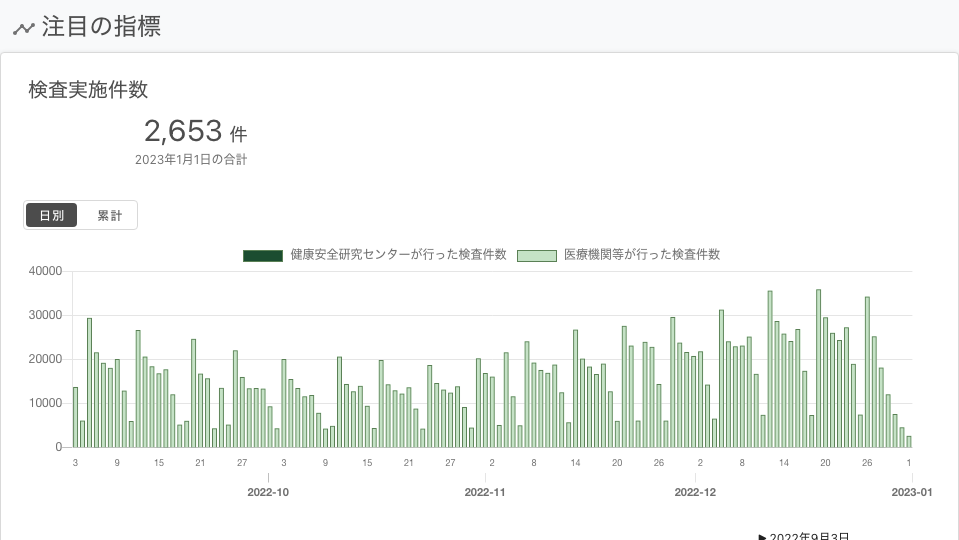 注目の指標
検査実施件数
2,653 件
2023年1月1日の合計
日別 累計
健康安全研究センターが行った検査件数 医療機関等が行った検査件数
40000
30000
20000
10000
0
3 9 15 21 27 3 9 15 21 27 2 8 14 20 26 2 8 14 20 26 1
2022-10 2022-11 2022-12 2023-01
▶ 2022年9月3日